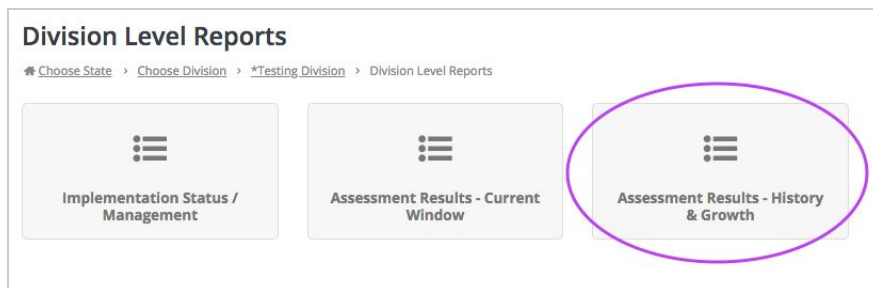 Division Level Reports
Choose State > Choose Division > *Testing Division > Division Level Reports
Implementation Status /
Management
Assessment Results - Current
Window
Assessment Results - History
& Growth